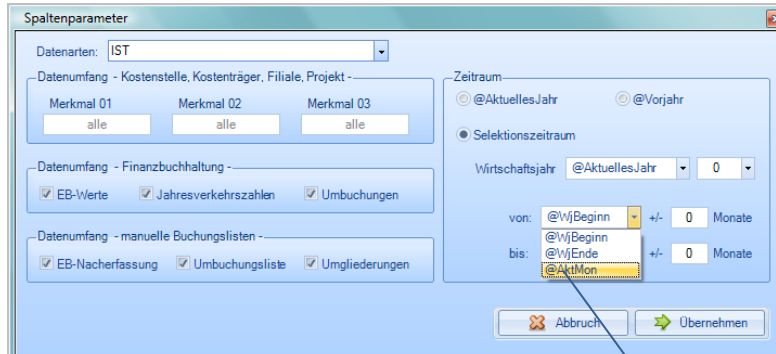 Spaltenparameter
Datenarten: IST
Datenumfang - Kostenstelle, Kostenträger, Filiale, Projekt -
Merkmal 01 Merkmal 02 Merkmal 03
alle alle alle
Datenumfang - Finanzbuchhaltung -
EB-Werte Jahresverkehrszahlen Umbuchungen
Datenumfang - manuelle Buchungslisten -
EB-Nacherfassung Umbuchungsliste Umgliederungen
Zeitraum
@AktuellesJahr @Vorjahr
Selektionszeitraum
Wirtschaftsjahr @AktuellesJahr 0
von: @WjBeginn +/- 0 Monate
@WjBeginn
bis: @WjEnde +/- 0 Monate
@AktMon
Abbruch Übernehmen